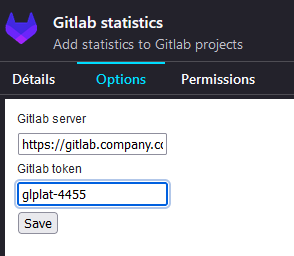 Gitlab statistics
Add statistics to Gitlab projects
Détails Options Permissions
Gitlab server
https://gitlab.company.cc
Gitlab token
glplat-4455
Save